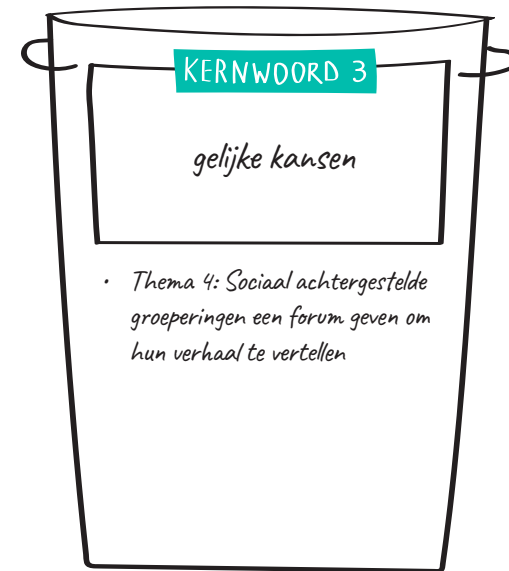 KERNWOORD 3
gelijke kansen
• Thema 4: Sociaal achtergestelde
groeperingen een forum geven om
hun verhaal te vertellen